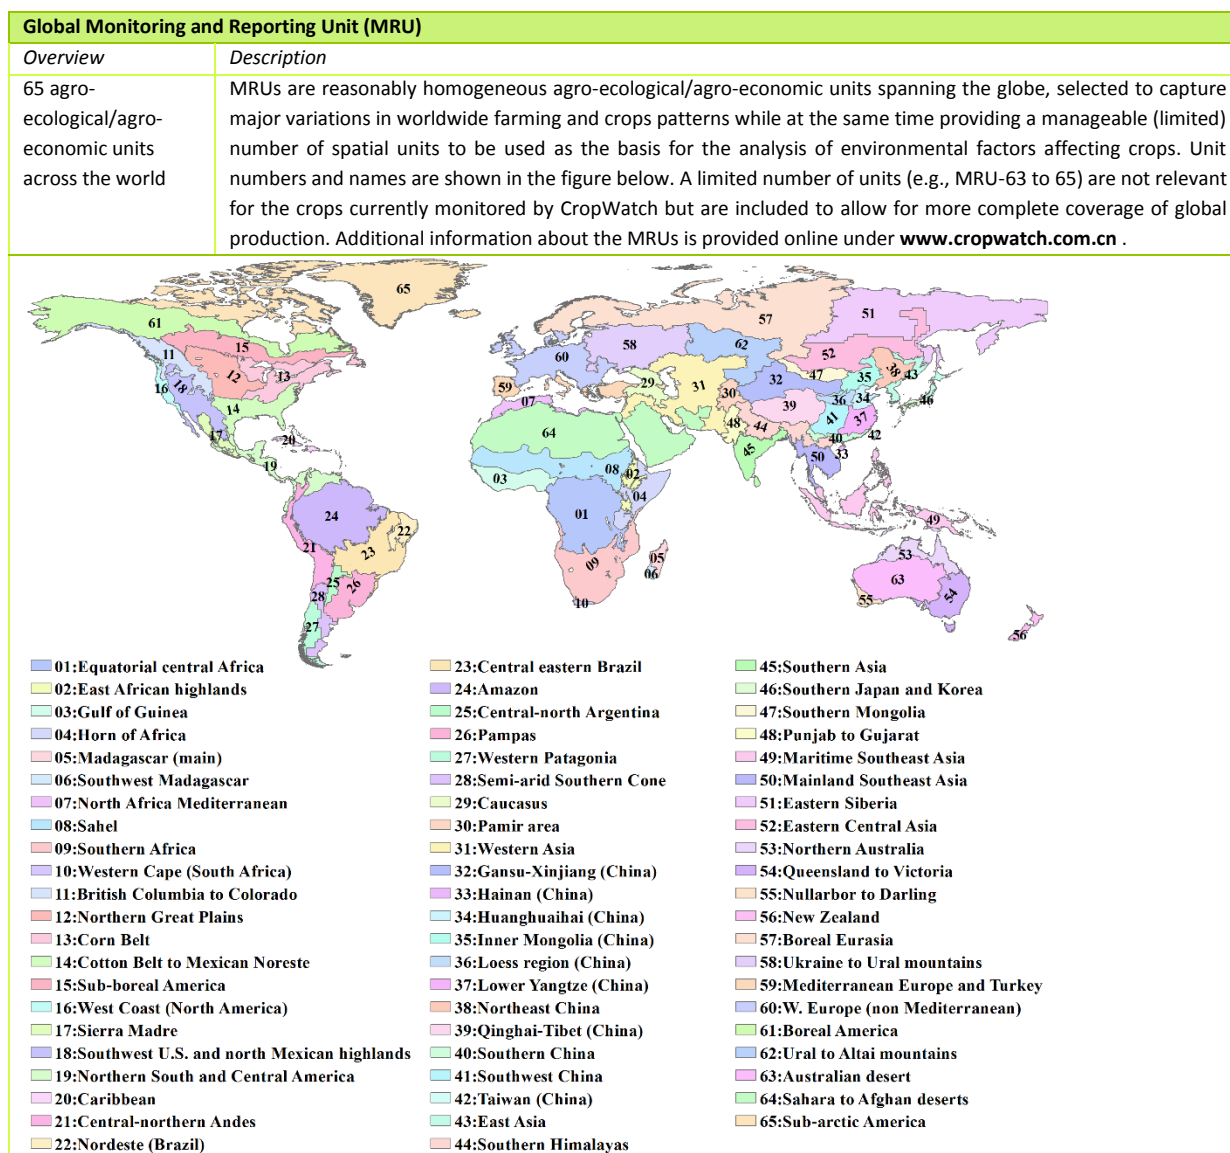 Global Monitoring and Reporting Unit (MRU)
Overview Description
65 agro-
ecological/agro-
economic units
across the world
MRUs are reasonably homogeneous agro-ecological/agro-economic units spanning the globe, selected to capture
major variations in worldwide farming and crops patterns while at the same time providing a manageable (limited)
number of spatial units to be used as the basis for the analysis of environmental factors affecting crops. Unit
numbers and names are shown in the figure below. A limited number of units (e.g., MRU-63 to 65) are not relevant
for the crops currently monitored by CropWatch but are included to allow for more complete coverage of global
production. Additional information about the MRUs is provided online under www.cropwatch.com.cn .
65
61
15
11
12
13
16
18
14
17
20
19
24
22
21
23
25
26
28
27
51
57
58
62
60
52
59
29
31
30
32
47
35
38
43
46
36
34
39
41
37
07
48
44
40
42
64
45
50
33
08
02
03
04
01
49
09
05
06
10
53
63
54
55
56
01:Equatorial central Africa
02:East African highlands
03:Gulf of Guinea
04:Horn of Africa
05:Madagascar (main)
06:Southwest Madagascar
07:North Africa Mediterranean
08:Sahel
09:Southern Africa
10:Western Cape (South Africa)
11:British Columbia to Colorado
12:Northern Great Plains
13:Corn Belt
14:Cotton Belt to Mexican Noreste
15:Sub-boreal America
16:West Coast (North America)
17:Sierra Madre
18:Southwest U.S. and north Mexican highlands
19:Northern South and Central America
20:Caribbean
21:Central-northern Andes
22:Nordeste (Brazil)
23:Central eastern Brazil
24:Amazon
25:Central-north Argentina
26:Pampas
27:Western Patagonia
28:Semi-arid Southern Cone
29:Caucasus
30:Pamir area
31:Western Asia
32:Gansu-Xinjiang (China)
33:Hainan (China)
34:Huanghuaihai (China)
35:Inner Mongolia (China)
36:Loess region (China)
37:Lower Yangtze (China)
38:Northeast China
39:Qinghai-Tibet (China)
40:Southern China
41:Southwest China
42:Taiwan (China)
43:East Asia
44:Southern Himalayas
45:Southern Asia
46:Southern Japan and Korea
47:Southern Mongolia
48:Punjab to Gujarat
49:Maritime Southeast Asia
50:Mainland Southeast Asia
51:Eastern Siberia
52:Eastern Central Asia
53:Northern Australia
54:Queensland to Victoria
55:Nullarbor to Darling
56:New Zealand
57:Boreal Eurasia
58:Ukraine to Ural mountains
59:Mediterranean Europe and Turkey
60:W. Europe (non Mediterranean)
61:Boreal America
62:Ural to Altai mountains
63:Australian desert
64:Sahara to Afghan deserts
65:Sub-arctic America